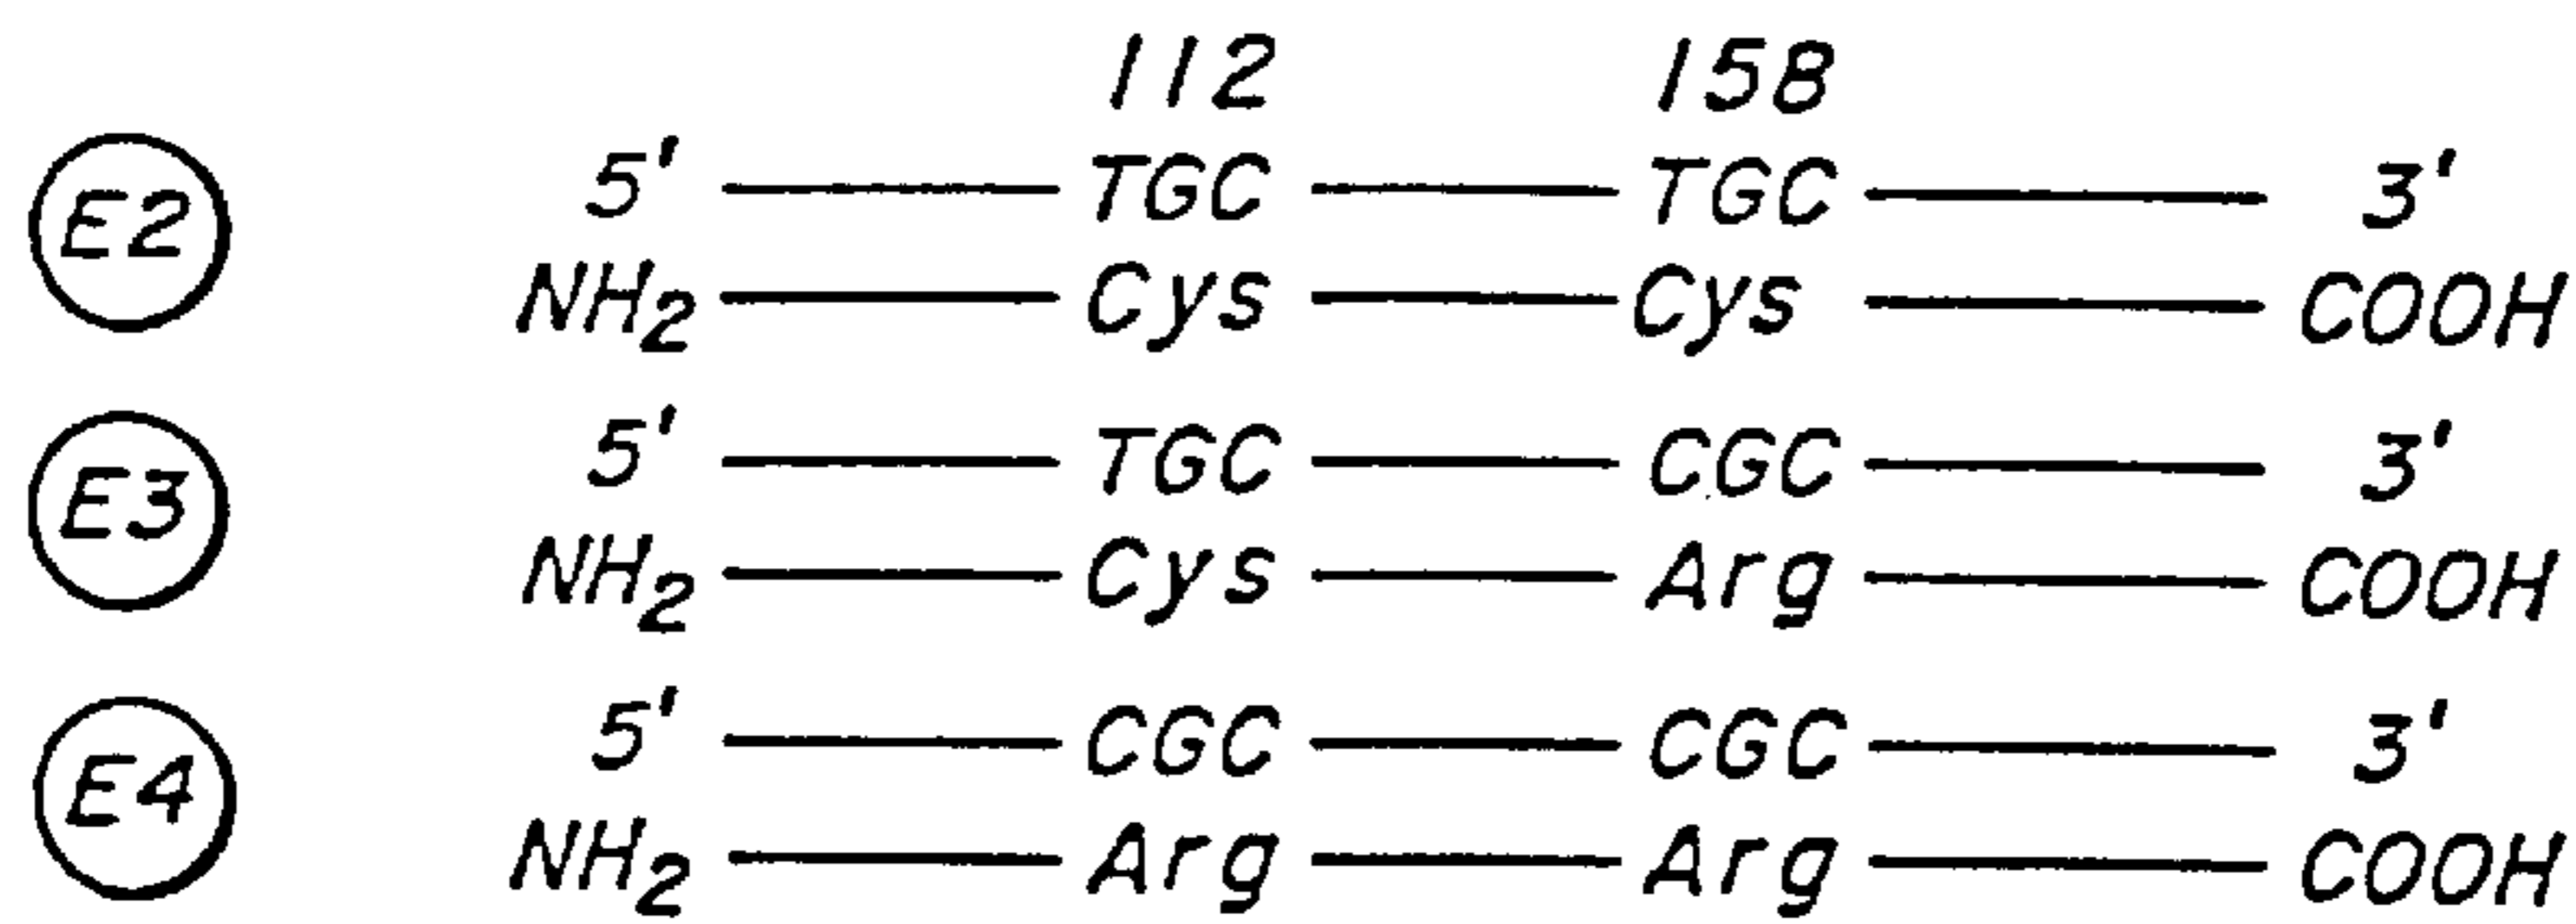 112 158
E2
5' TGC TGC 3'
NH2 Cys Cys COOH
E3
5' TGC CGC 3'
NH2 Cys Arg COOH
E4
5' CGC CGC 3'
NH2 Arg Arg COOH